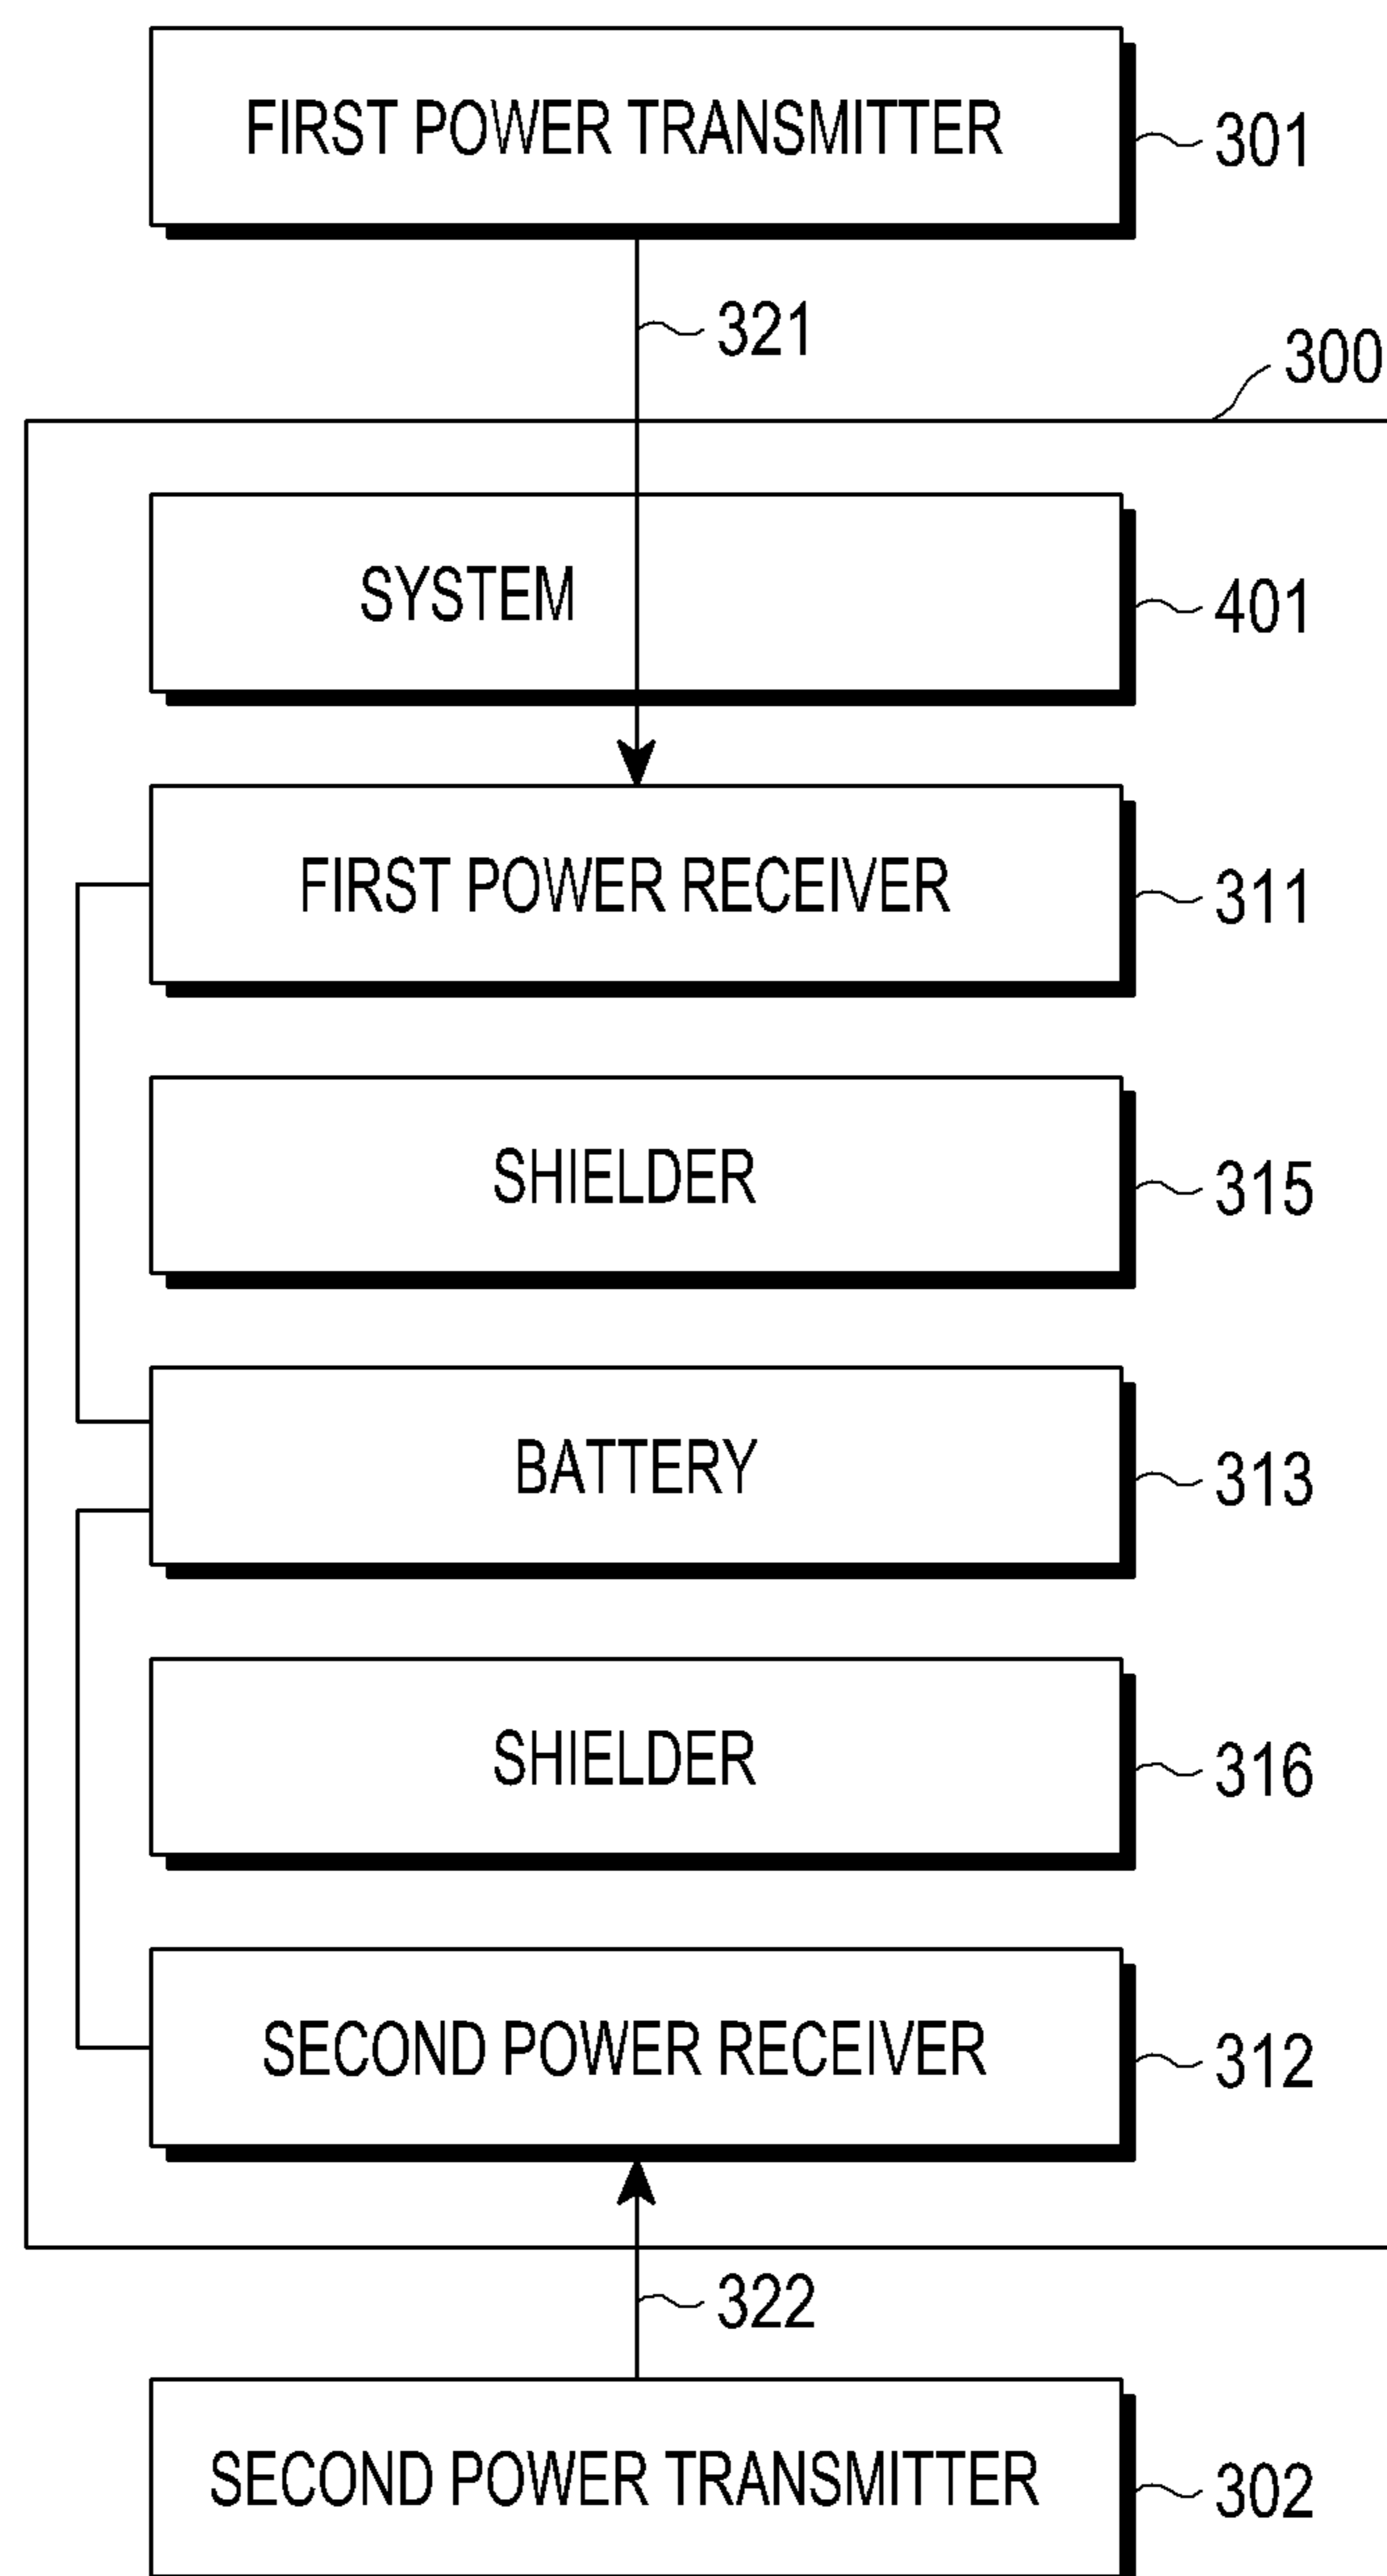 FIRST POWER TRANSMITTER 301
321
300
SYSTEM 401
FIRST POWER RECEIVER 311
SHIELDER 315
BATTERY 313
SHIELDER 316
SECOND POWER RECEIVER 312
322
SECOND POWER TRANSMITTER 302